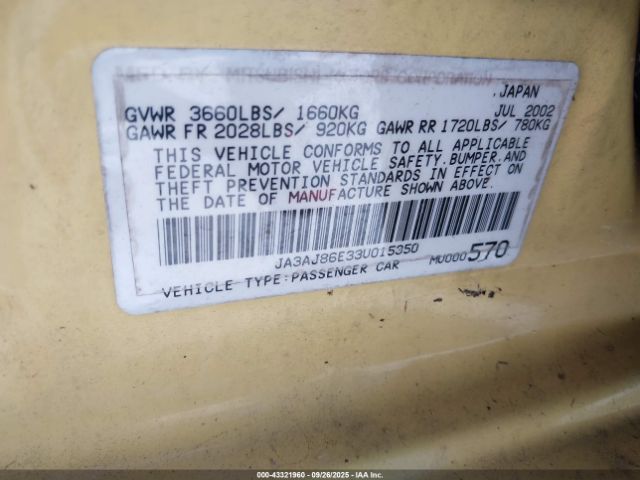 ,JAPAN
GVWR 3660LBS/ 1660KG JUL 2002
GAWR FR 2028LBS/ 920KG GAWR RR 1720LBS/ 780KG
THIS VEHICLE CONFORMS TO ALL APPLICABLE
FEDERAL MOTOR VEHICLE SAFETY,BUMPER,AND
THEFT PREVENTION STANDARDS IN EFFECT ON
THE DATE OF MANUFACTURE SHOWN ABOVE.
JA3AJ86E33U015350 MU000570
VEHICLE TYPE:PASSENGER CAR
000-43321960 - 09/26/2025 - IAA Inc.